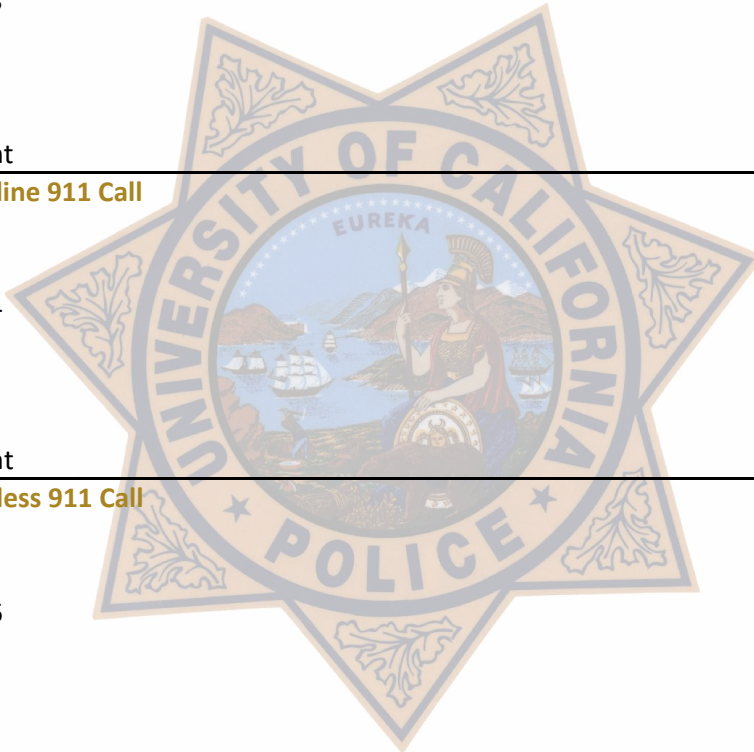 nt
line 911 Call
UNIVERSITY OF CALIFORNIA
EUREKA
nt
less 911 Call
POLICE